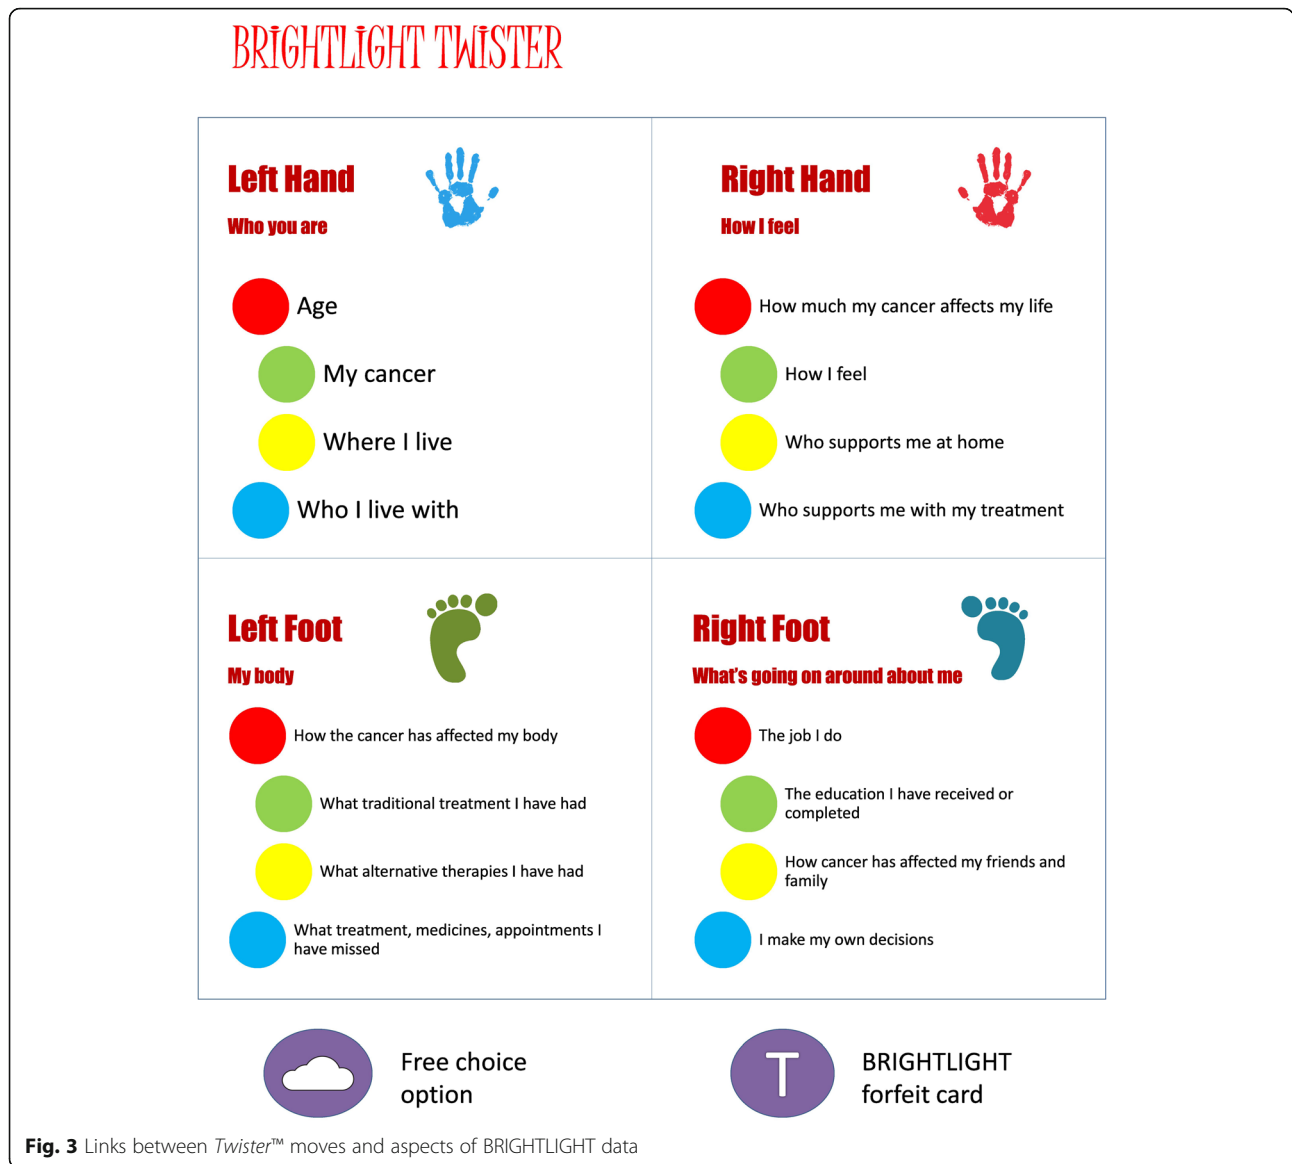 BRIGHTLIGHT TWISTER
Left Hand
Who you are
Age
My cancer
Where I live
Who I live with
Right Hand
How I feel
How much my cancer affects my life
How I feel
Who supports me at home
Who supports me with my treatment
Left Foot
My body
How the cancer has affected my body
What traditional treatment I have had
What alternative therapies I have had
What treatment, medicines, appointments I
have missed
Right Foot
What's going on around about me
The job I do
The education I have received or
completed
How cancer has affected my friends and
family
I make my own decisions
Free choice
option
T
BRIGHTLIGHT
forfeit card
Fig. 3 Links between Twister™ moves and aspects of BRIGHTLIGHT data